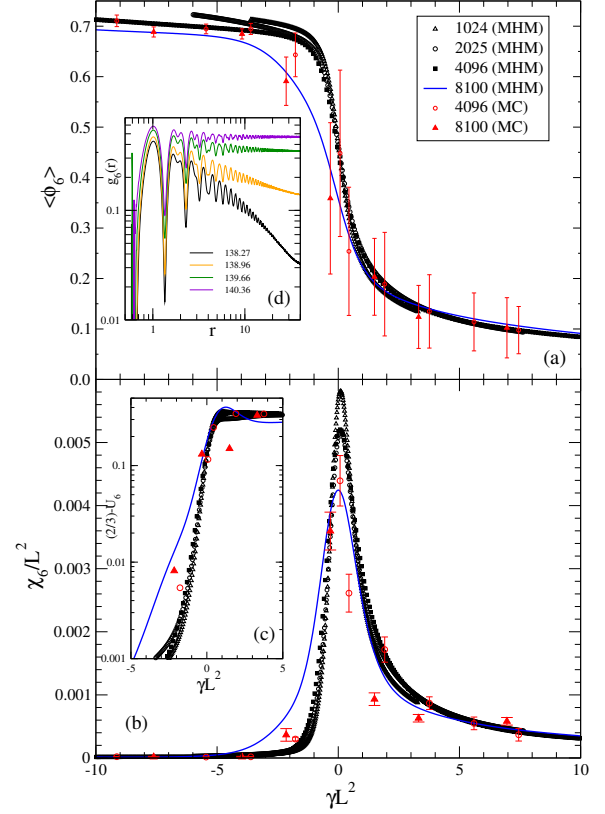 0.7
0.6
0.5
0.4
0.3
0.2
0.1
0.0
<ϕ₆>
1024 (MHM)
2025 (MHM)
4096 (MHM)
8100 (MHM)
4096 (MC)
8100 (MC)
(a)
g₆(r)
0.1
0.01
1
10
r
138.27
138.96
139.66
140.36
(d)
0.005
0.004
0.003
0.002
0.001
0
χ₆/L²
(b)
(2/3)-U₆
0.1
0.01
0.001
-5
0
5
γL²
(c)
-10
-5
0
5
10
γL²